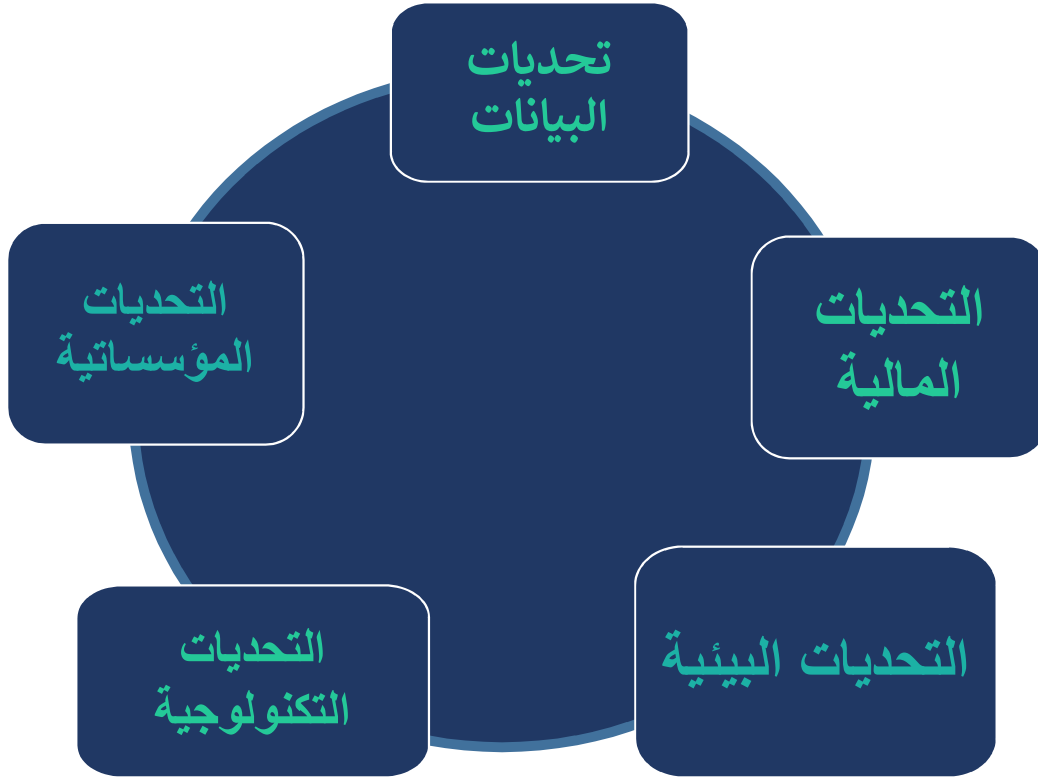 تحديات
البيانات
التحديات
المالية
التحديات البيئية
التحديات
التكنولوجية
التحديات
المؤسساتية